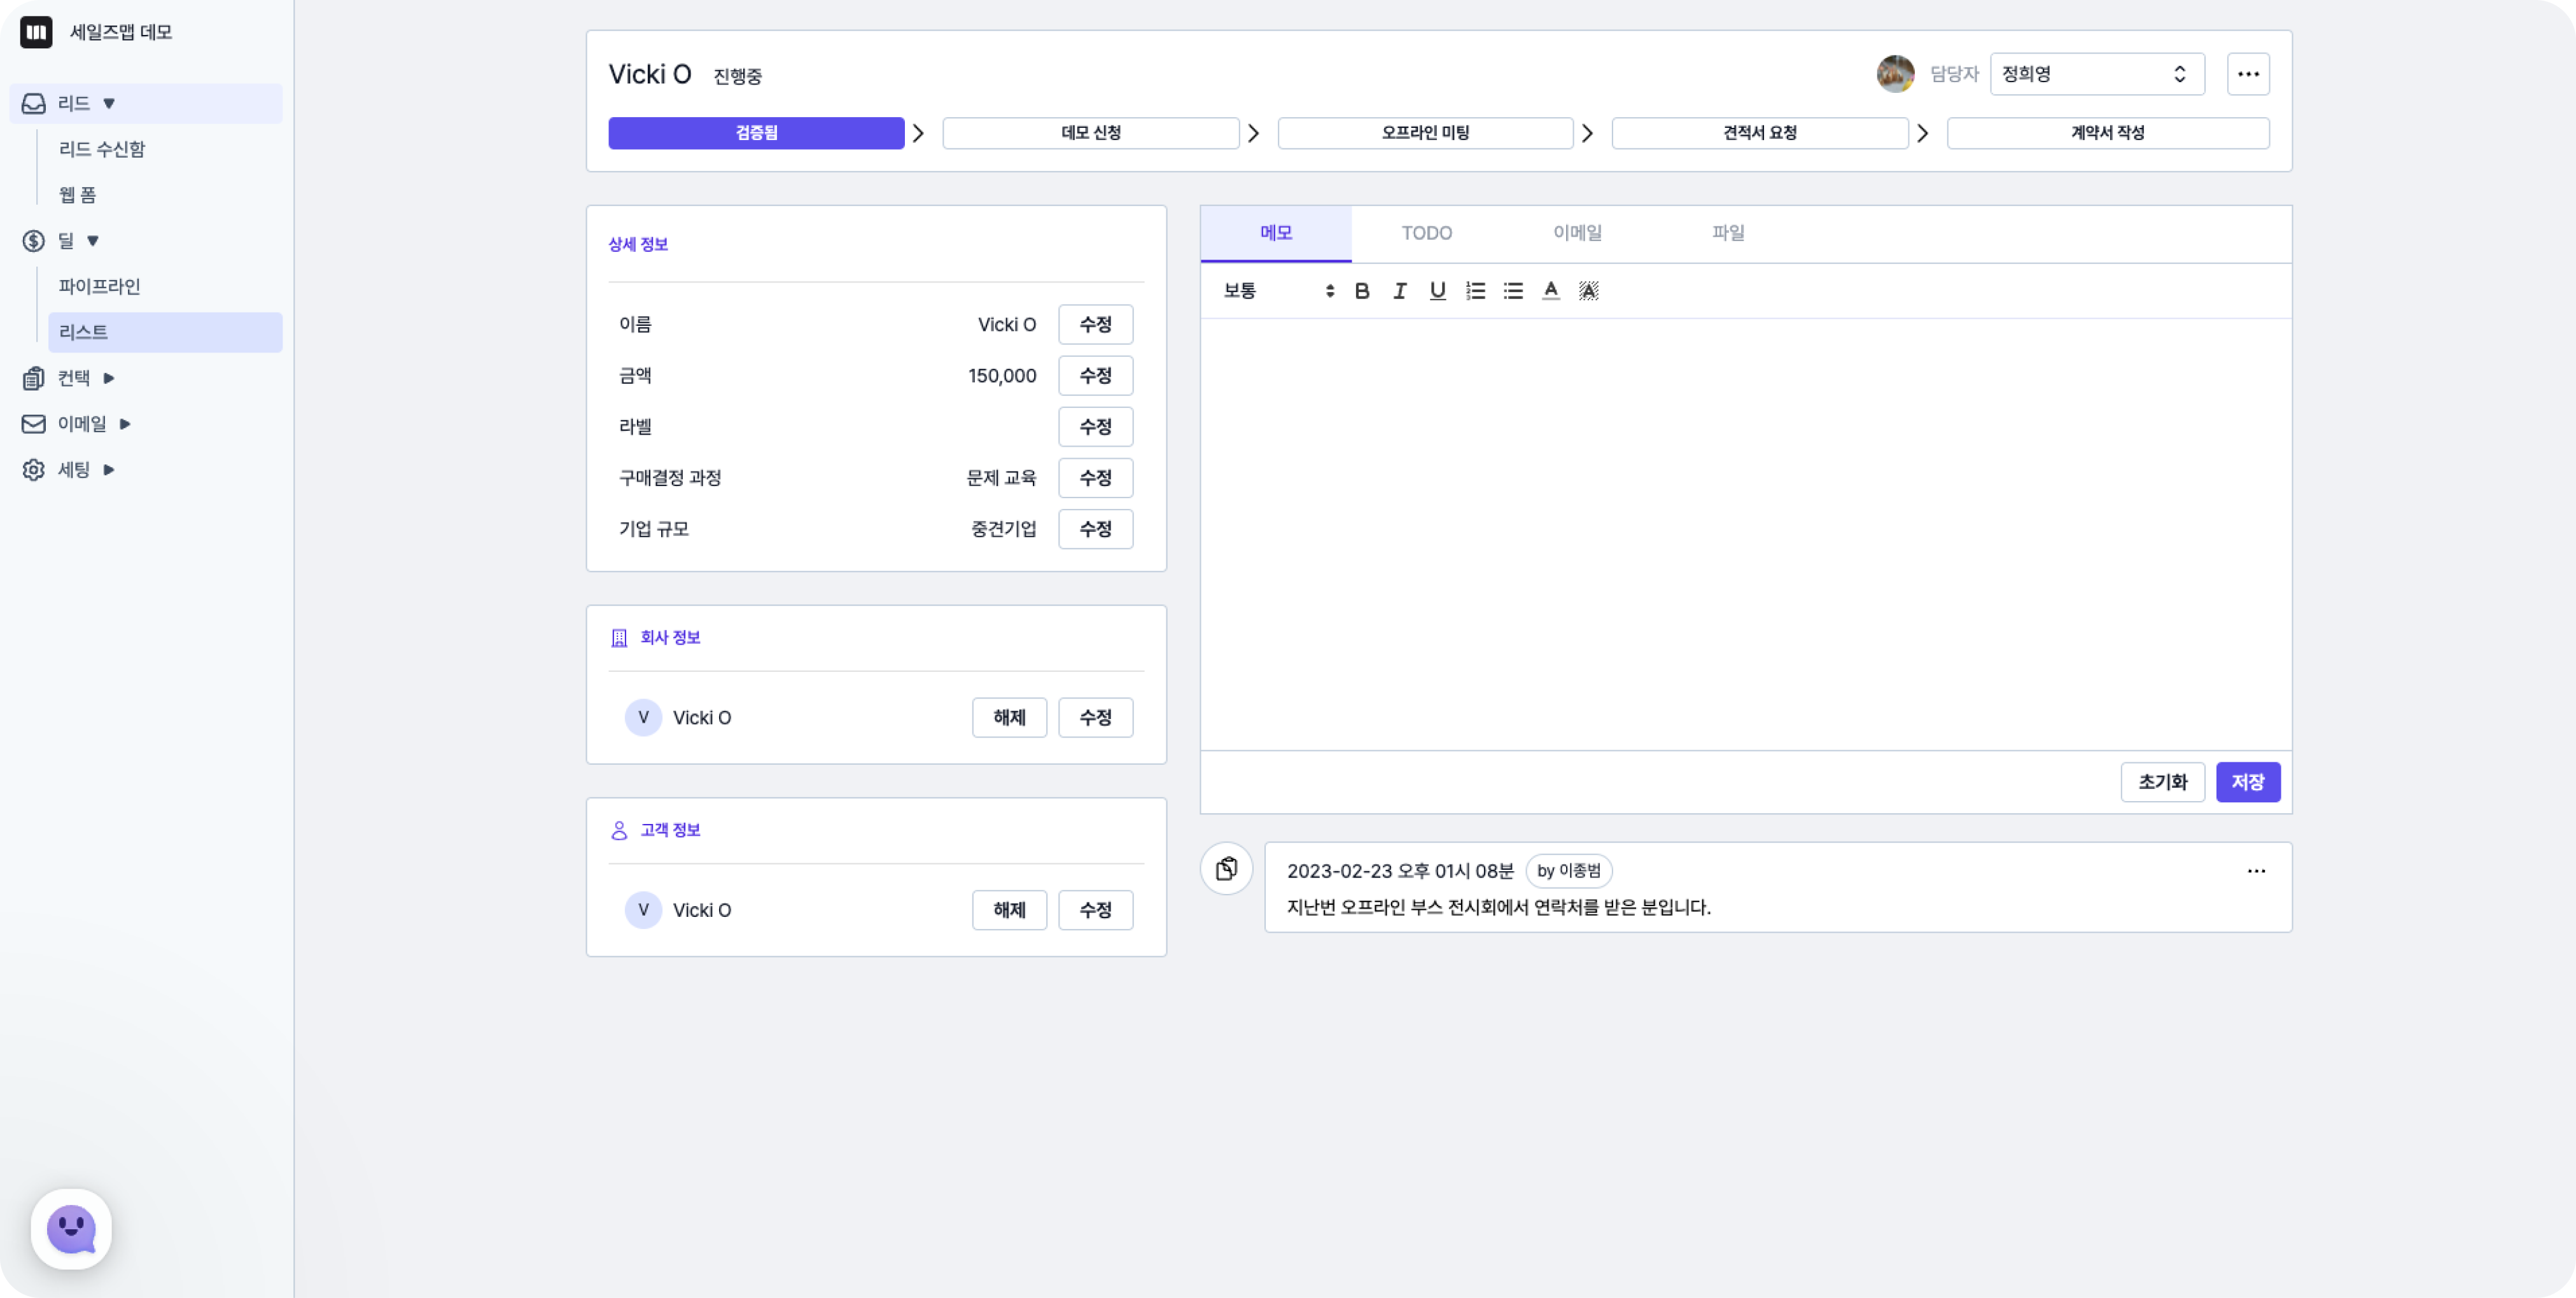 세일즈맵 데모
리드 ▼
리드 수신함
웹 폼
딜 ▼
파이프라인
리스트
컨택 ▶
이메일 ▶
세팅 ▶
Vicki O 진행중
담당자 정희영
검증됨 데모 신청 오프라인 미팅 견적서 요청 계약서 작성
상세 정보
이름 Vicki O 수정
금액 150,000 수정
라벨 수정
구매결정 과정 문제 교육 수정
기업 규모 중견기업 수정
회사 정보
V Vicki O 해제 수정
고객 정보
V Vicki O 해제 수정
메모 TODO 이메일 파일
보통
초기화 저장
2023-02-23 오후 01시 08분 by 이종범
지난번 오프라인 부스 전시회에서 연락처를 받은 분입니다.